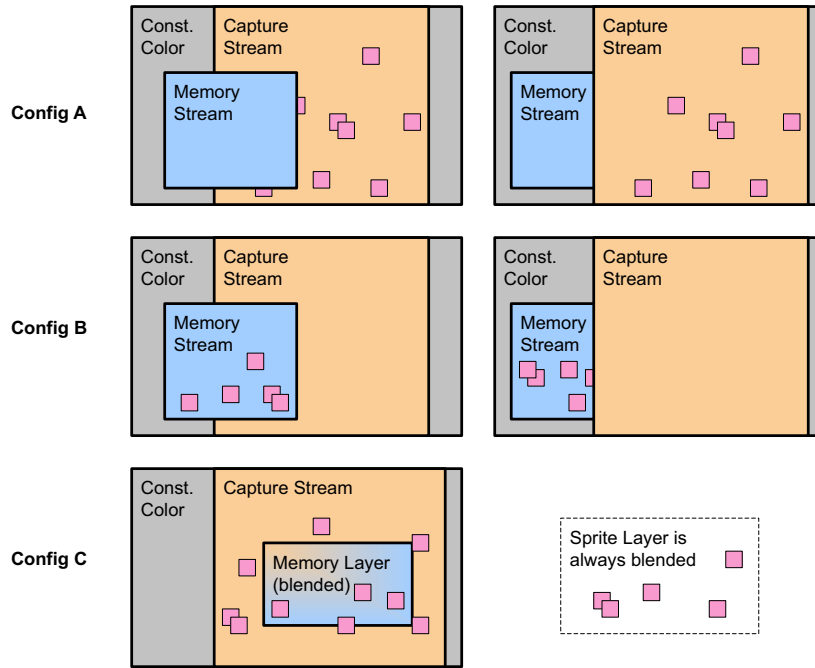 Const.
Color
Capture
Stream
Const.
Color
Capture
Stream
Config A
Memory
Stream
Memory
Stream
Const.
Color
Capture
Stream
Const.
Color
Capture
Stream
Config B
Memory
Stream
Memory
Stream
Const.
Color
Capture Stream
Config C
Memory Layer
(blended)
Sprite Layer is
always blended